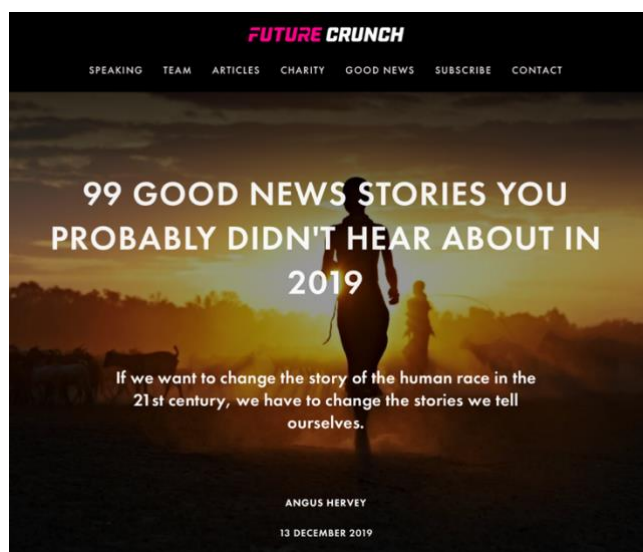 FUTURE CRUNCH
SPEAKING TEAM ARTICLES CHARITY GOOD NEWS SUBSCRIBE CONTACT
99 GOOD NEWS STORIES YOU
PROBABLY DIDN'T HEAR ABOUT IN
2019
If we want to change the story of the human race in the
21st century, we have to change the stories we tell
ourselves.
ANGUS HERVEY
13 DECEMBER 2019